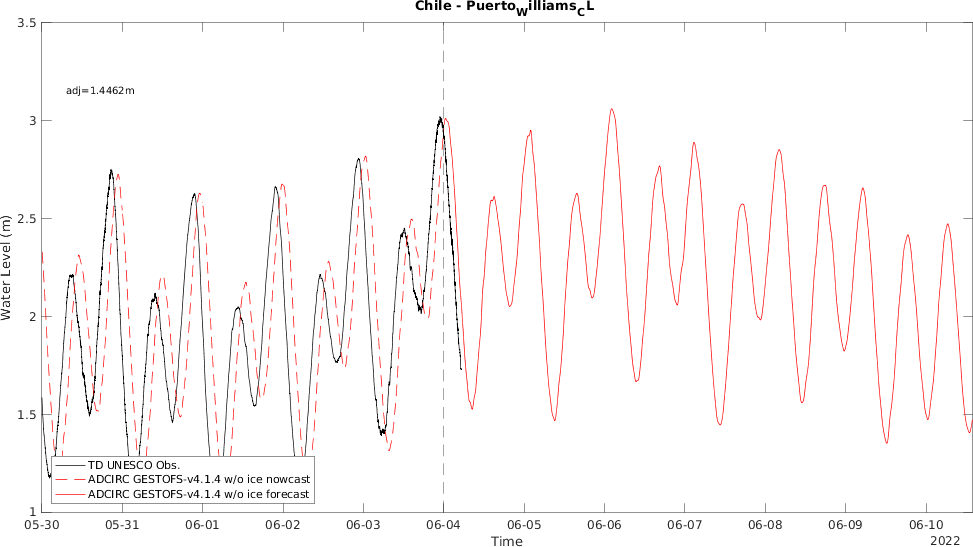 Chile - PuertoWilliamsCL
3.5
adj=1.4462m
3
2.5
Water Level (m)
2
1.5
TD UNESCO Obs.
ADCIRC GESTOFS-v4.1.4 w/o ice nowcast
ADCIRC GESTOFS-v4.1.4 w/o ice forecast
1
05-30 05-31 06-01 06-02 06-03 06-04 06-05 06-06 06-07 06-08 06-09 06-10
Time
2022